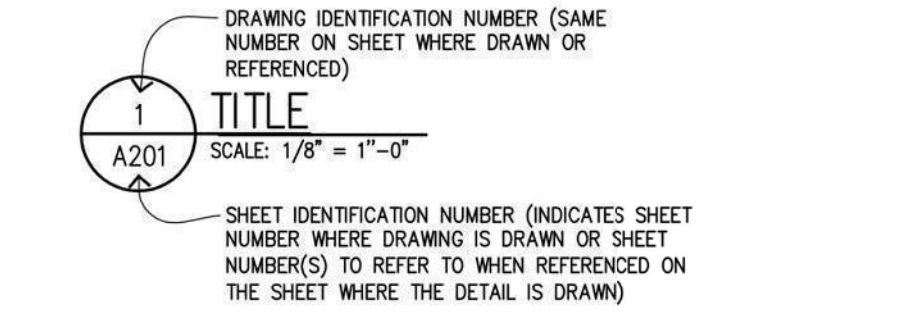 DRAWING IDENTIFICATION NUMBER (SAME
NUMBER ON SHEET WHERE DRAWN OR
REFERENCED)
1
TITLE
A201
SCALE: 1/8" = 1"-0"
SHEET IDENTIFICATION NUMBER (INDICATES SHEET
NUMBER WHERE DRAWING IS DRAWN OR SHEET
NUMBER(S) TO REFER TO WHEN REFERENCED ON
THE SHEET WHERE THE DETAIL IS DRAWN)